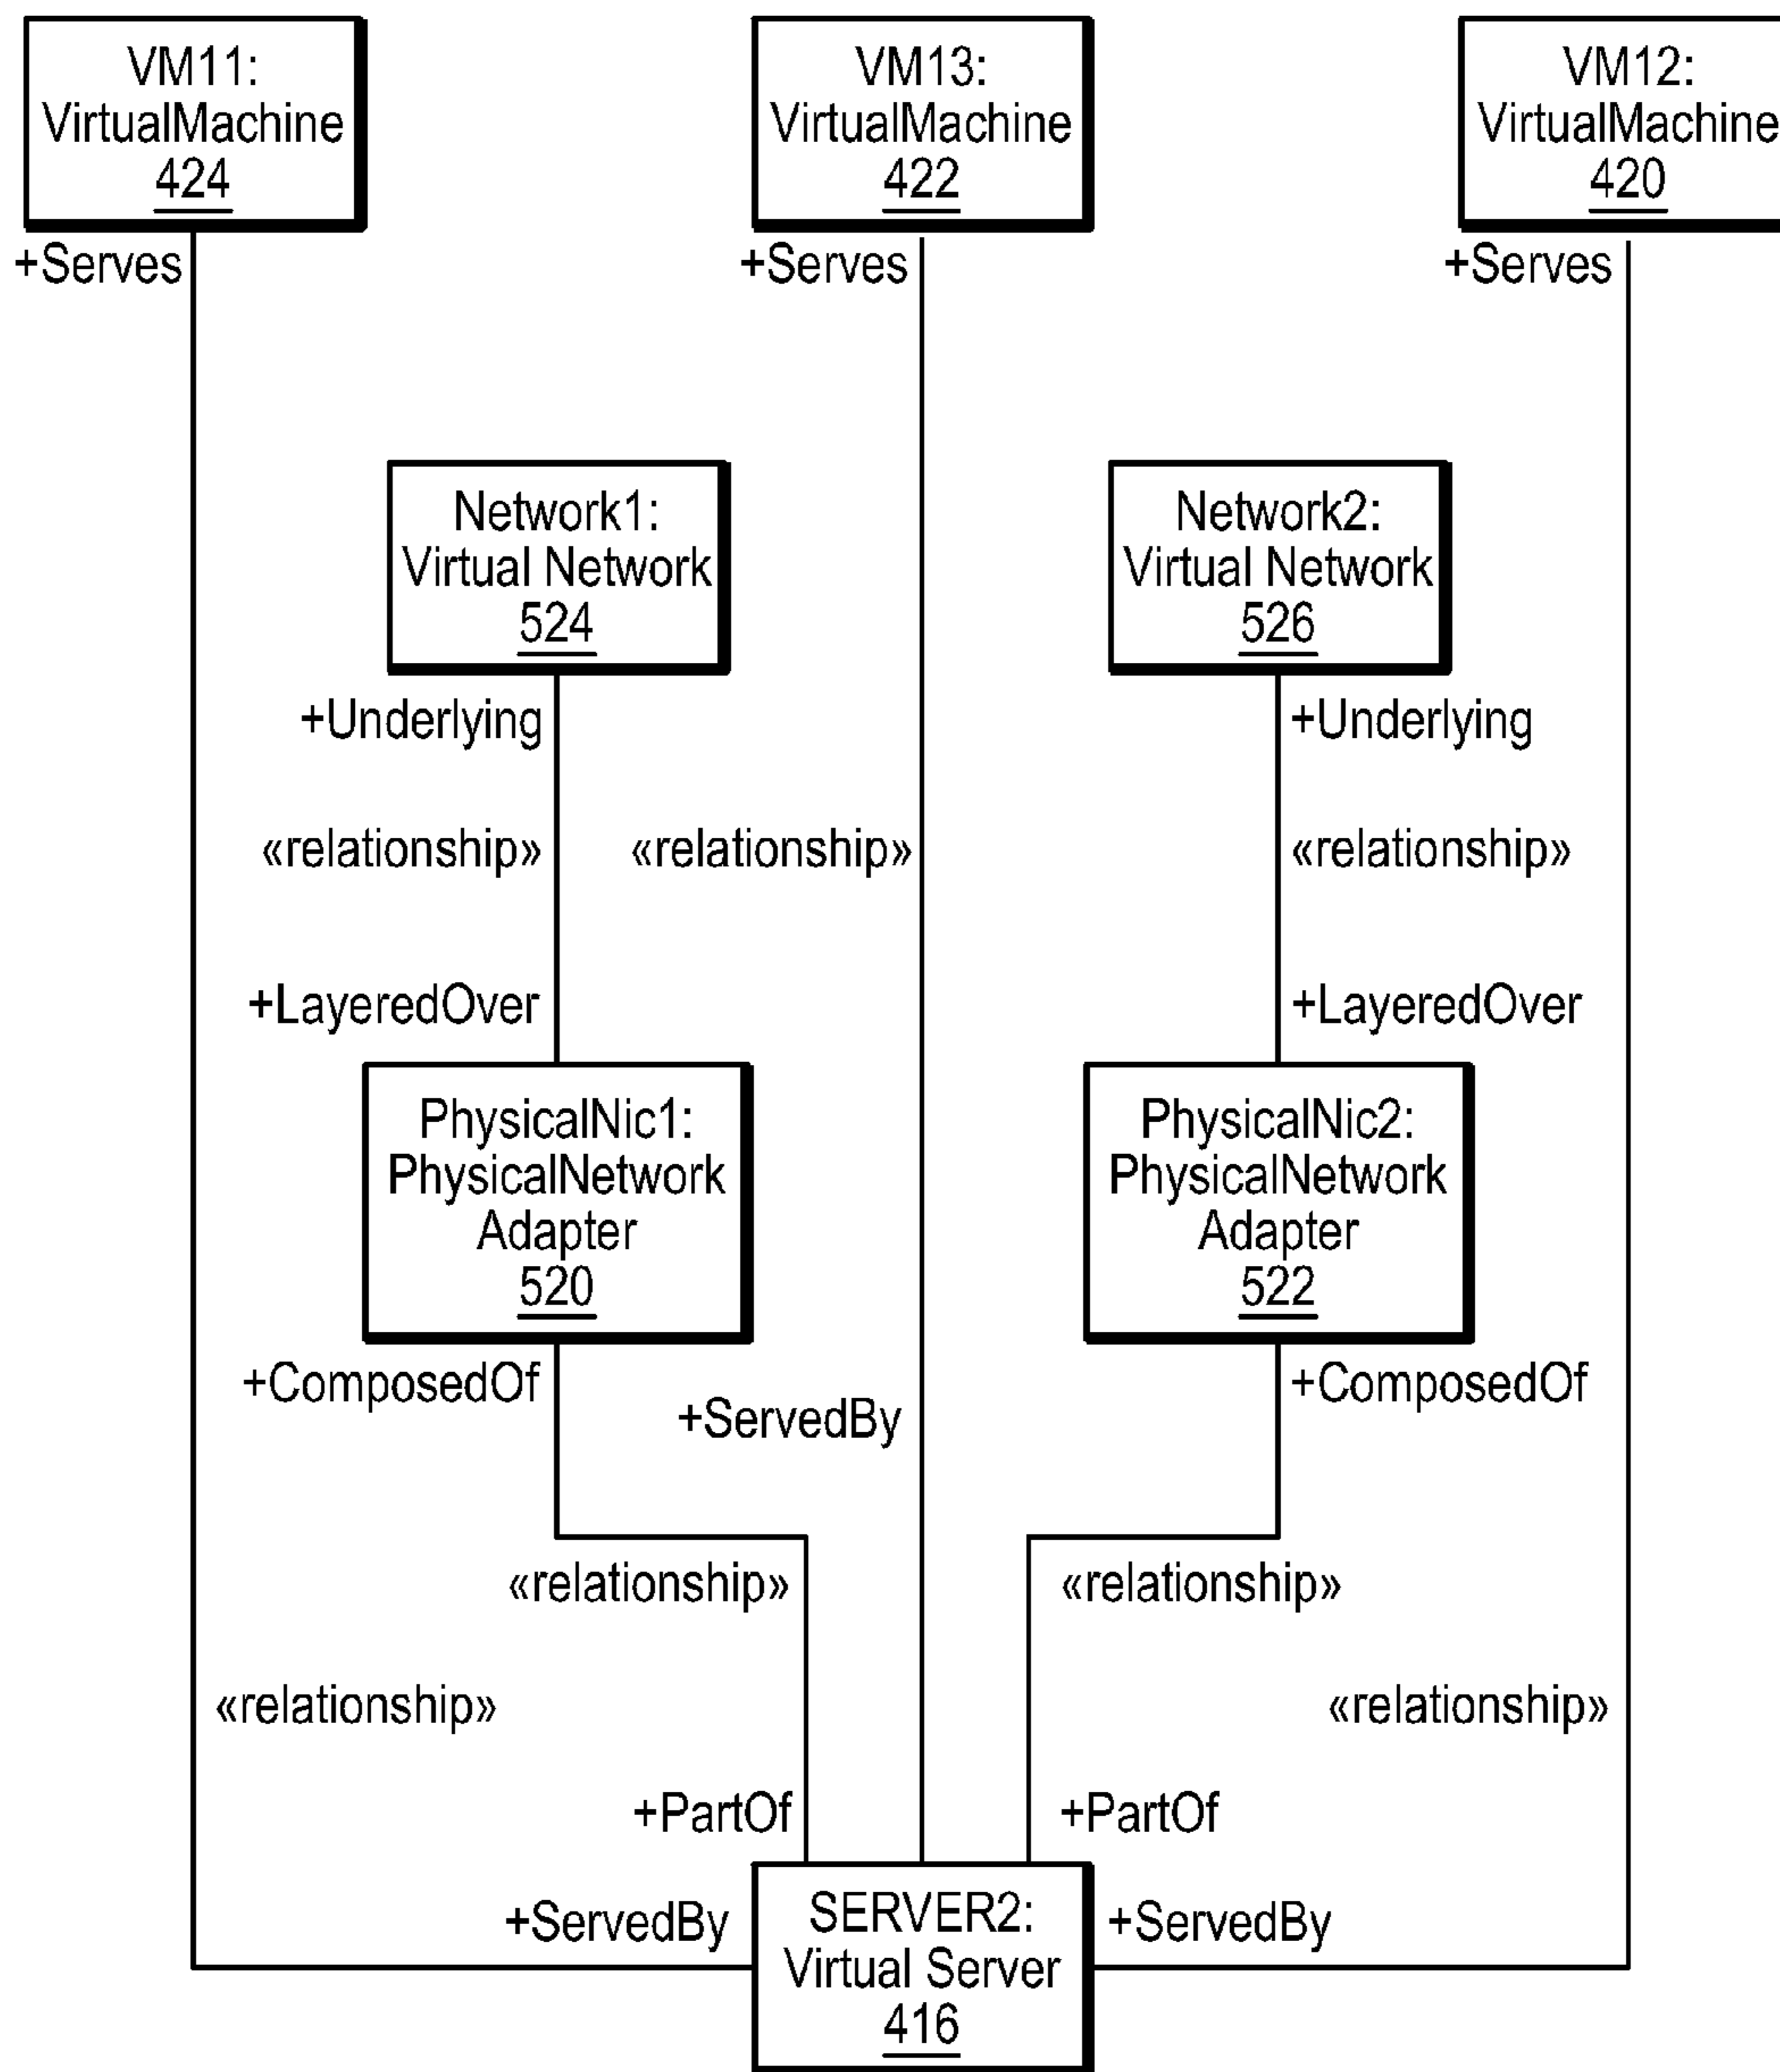 VM11:
VirtualMachine
424
VM13:
VirtualMachine
422
VM12:
VirtualMachine
420
+Serves
+Serves
+Serves
Network1:
Virtual Network
524
Network2:
Virtual Network
526
+Underlying
+Underlying
«relationship»
«relationship»
«relationship»
+LayeredOver
+LayeredOver
PhysicalNic1:
PhysicalNetwork
Adapter
520
PhysicalNic2:
PhysicalNetwork
Adapter
522
+ComposedOf
+ServedBy
+ComposedOf
«relationship»
«relationship»
«relationship»
«relationship»
+PartOf
+PartOf
+ServedBy
SERVER2:
Virtual Server
416
+ServedBy